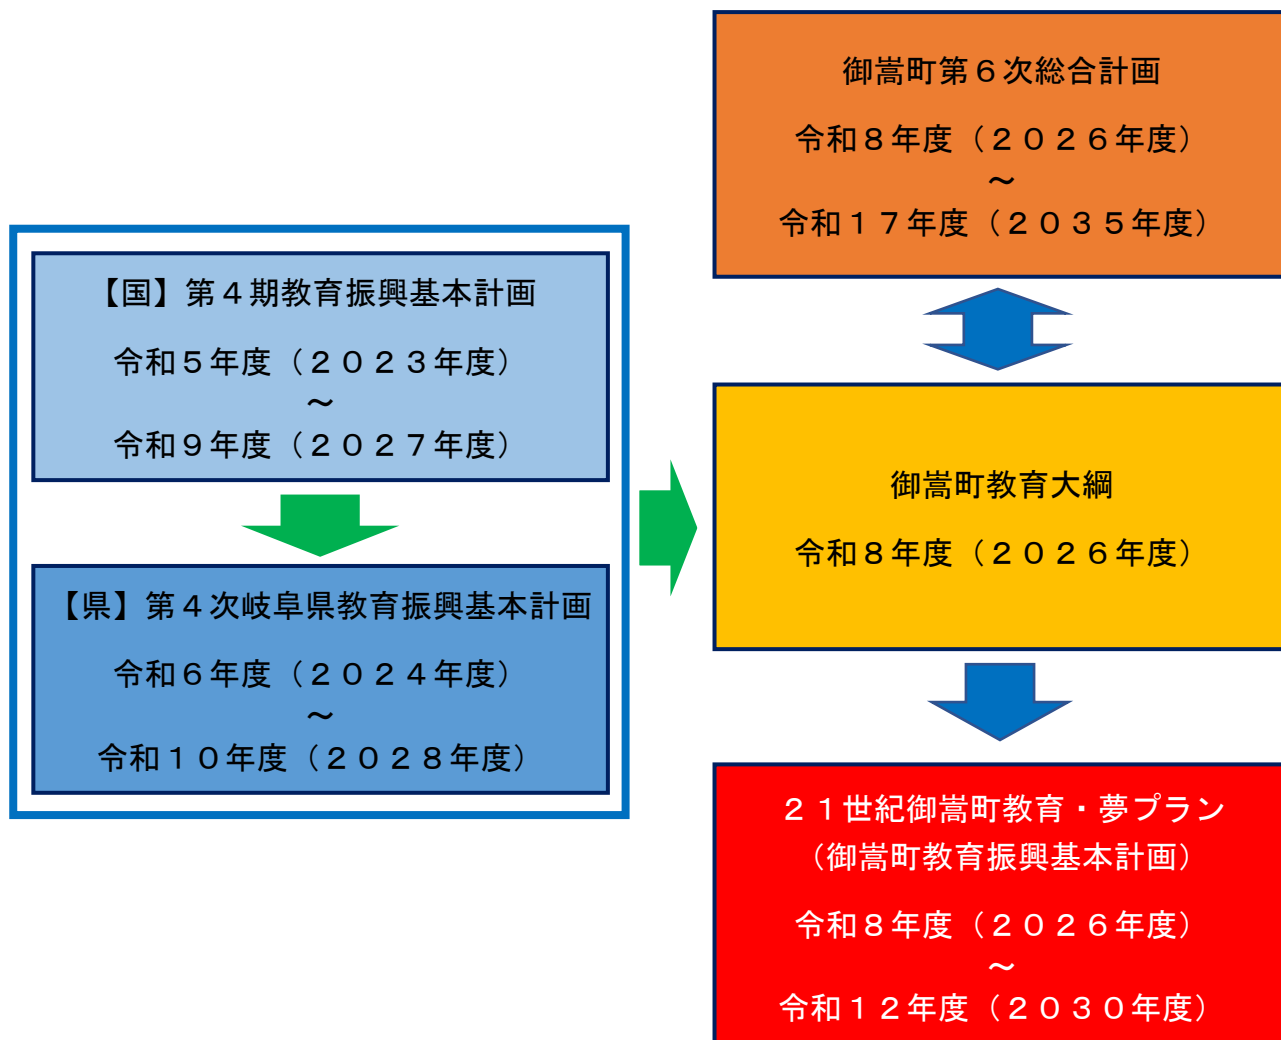 御嵩町第６次総合計画
令和８年度（２０２６年度）
～
令和１７年度（２０３５年度）
【国】第４期教育振興基本計画
令和５年度（２０２３年度）
～
令和９年度（２０２７年度）
【県】第４次岐阜県教育振興基本計画
令和６年度（２０２４年度）
～
令和１０年度（２０２８年度）
御嵩町教育大綱
令和８年度（２０２６年度）
２１世紀御嵩町教育・夢プラン
（御嵩町教育振興基本計画）
令和８年度（２０２６年度）
～
令和１２年度（２０３０年度）